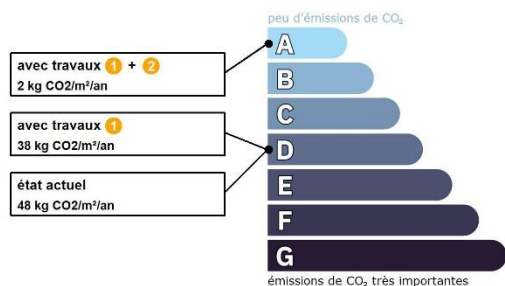 peu d'émissions de CO₂
avec travaux 1 + 2
2 kg CO2/m²/an
avec travaux 1
38 kg CO2/m²/an
état actuel
48 kg CO2/m²/an
A
B
C
D
E
F
G
émissions de CO₂ très importantes